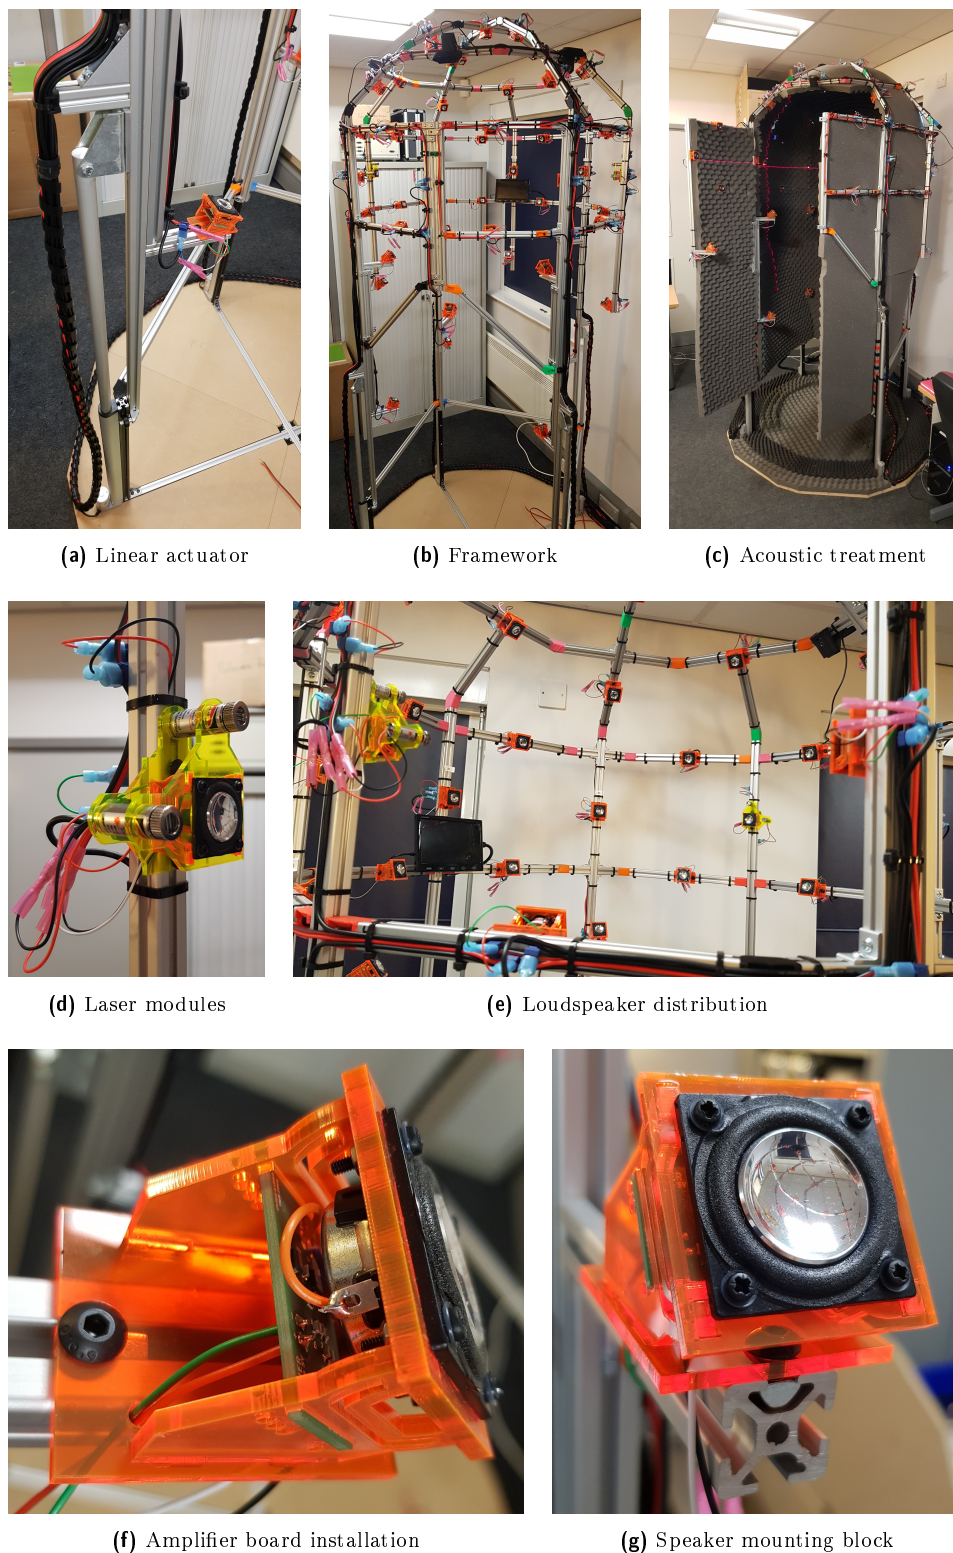 (a) Linear actuator
(b) Framework
(c) Acoustic treatment
(d) Laser modules
(e) Loudspeaker distribution
(f) Amplifier board installation
(g) Speaker mounting block